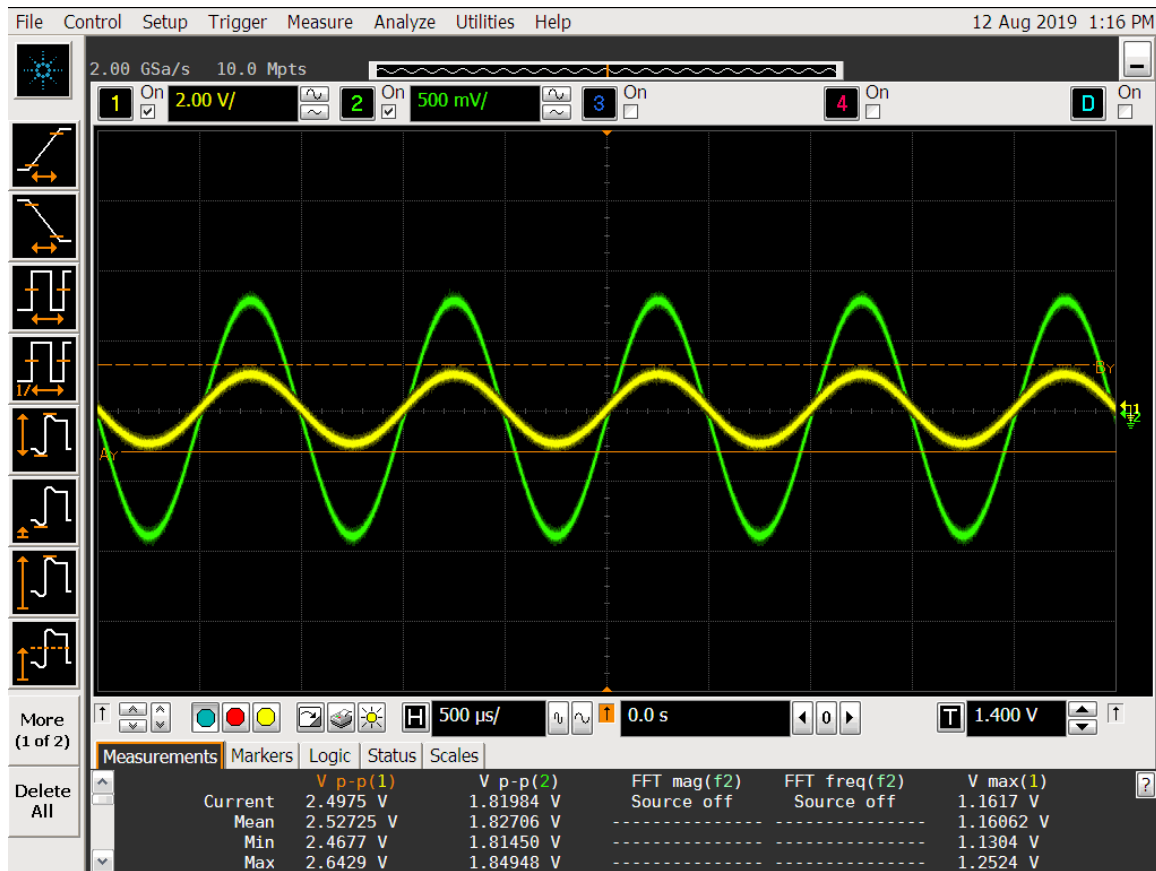 File Control Setup Trigger Measure Analyze Utilities Help 12 Aug 2019 1:16 PM
2.00 GSa/s 10.0 Mpts
1 On 2.00 V/ 2 On 500 mV/ 3 On 4 On D On
BY
1
2
AY
1/
More
(1 of 2)
Delete
All
H 500 µs/ 0.0 s 0 T 1.400 V
Measurements Markers Logic Status Scales
V p-p(1) V p-p(2) FFT mag(f2) FFT freq(f2) V max(1) ?
Current 2.4975 V 1.81984 V Source off Source off 1.1617 V
Mean 2.52725 V 1.82706 V --------------- --------------- 1.16062 V
Min 2.4677 V 1.81450 V --------------- --------------- 1.1304 V
Max 2.6429 V 1.84948 V --------------- --------------- 1.2524 V